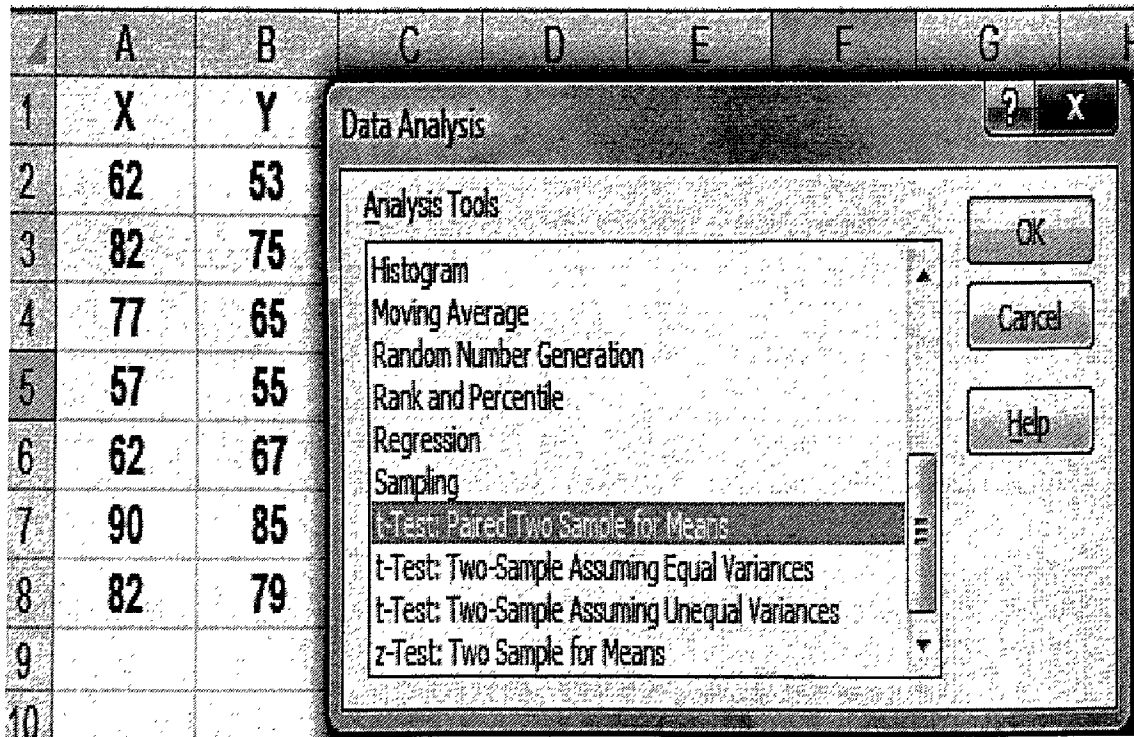 A B C D E F G H
1 X Y
2 62 53
3 82 75
4 77 65
5 57 55
6 62 67
7 90 85
8 82 79
9
10
Data Analysis
? X
Analysis Tools
Histogram
Moving Average
Random Number Generation
Rank and Percentile
Regression
Sampling
t-Test: Paired Two Sample for Means
t-Test: Two-Sample Assuming Equal Variances
t-Test: Two-Sample Assuming Unequal Variances
z-Test: Two Sample for Means
OK
Cancel
Help